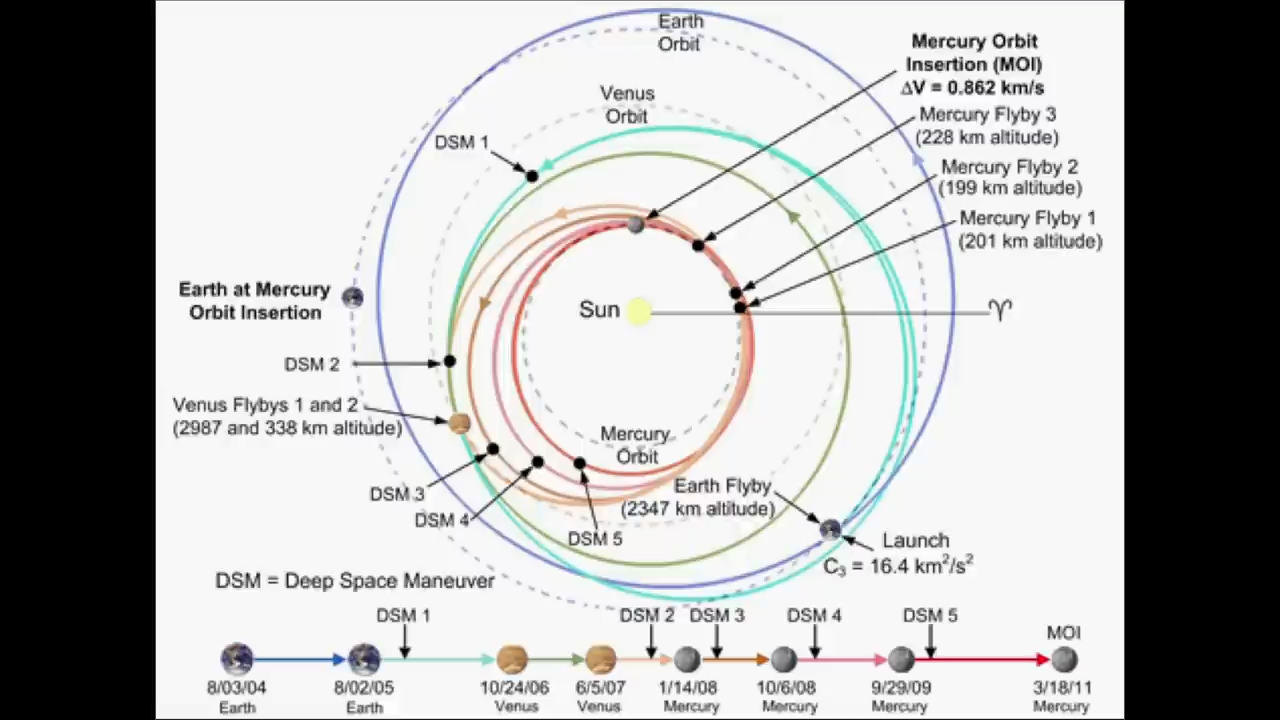 Earth
Orbit
Mercury Orbit
Insertion (MOI)
ΔV = 0.862 km/s
Venus
Orbit
Mercury Flyby 3
(228 km altitude)
DSM 1
Mercury Flyby 2
(199 km altitude)
Mercury Flyby 1
(201 km altitude)
Earth at Mercury
Orbit Insertion
Sun
♈
DSM 2
Venus Flybys 1 and 2
(2987 and 338 km altitude)
Mercury
Orbit
DSM 3
DSM 4
DSM 5
Earth Flyby
(2347 km altitude)
Launch
C₃ = 16.4 km²/s²
DSM = Deep Space Maneuver
DSM 1
DSM 2
DSM 3
DSM 4
DSM 5
MOI
8/03/04
Earth
8/02/05
Earth
10/24/06
Venus
6/5/07
Venus
1/14/08
Mercury
10/6/08
Mercury
9/29/09
Mercury
3/18/11
Mercury